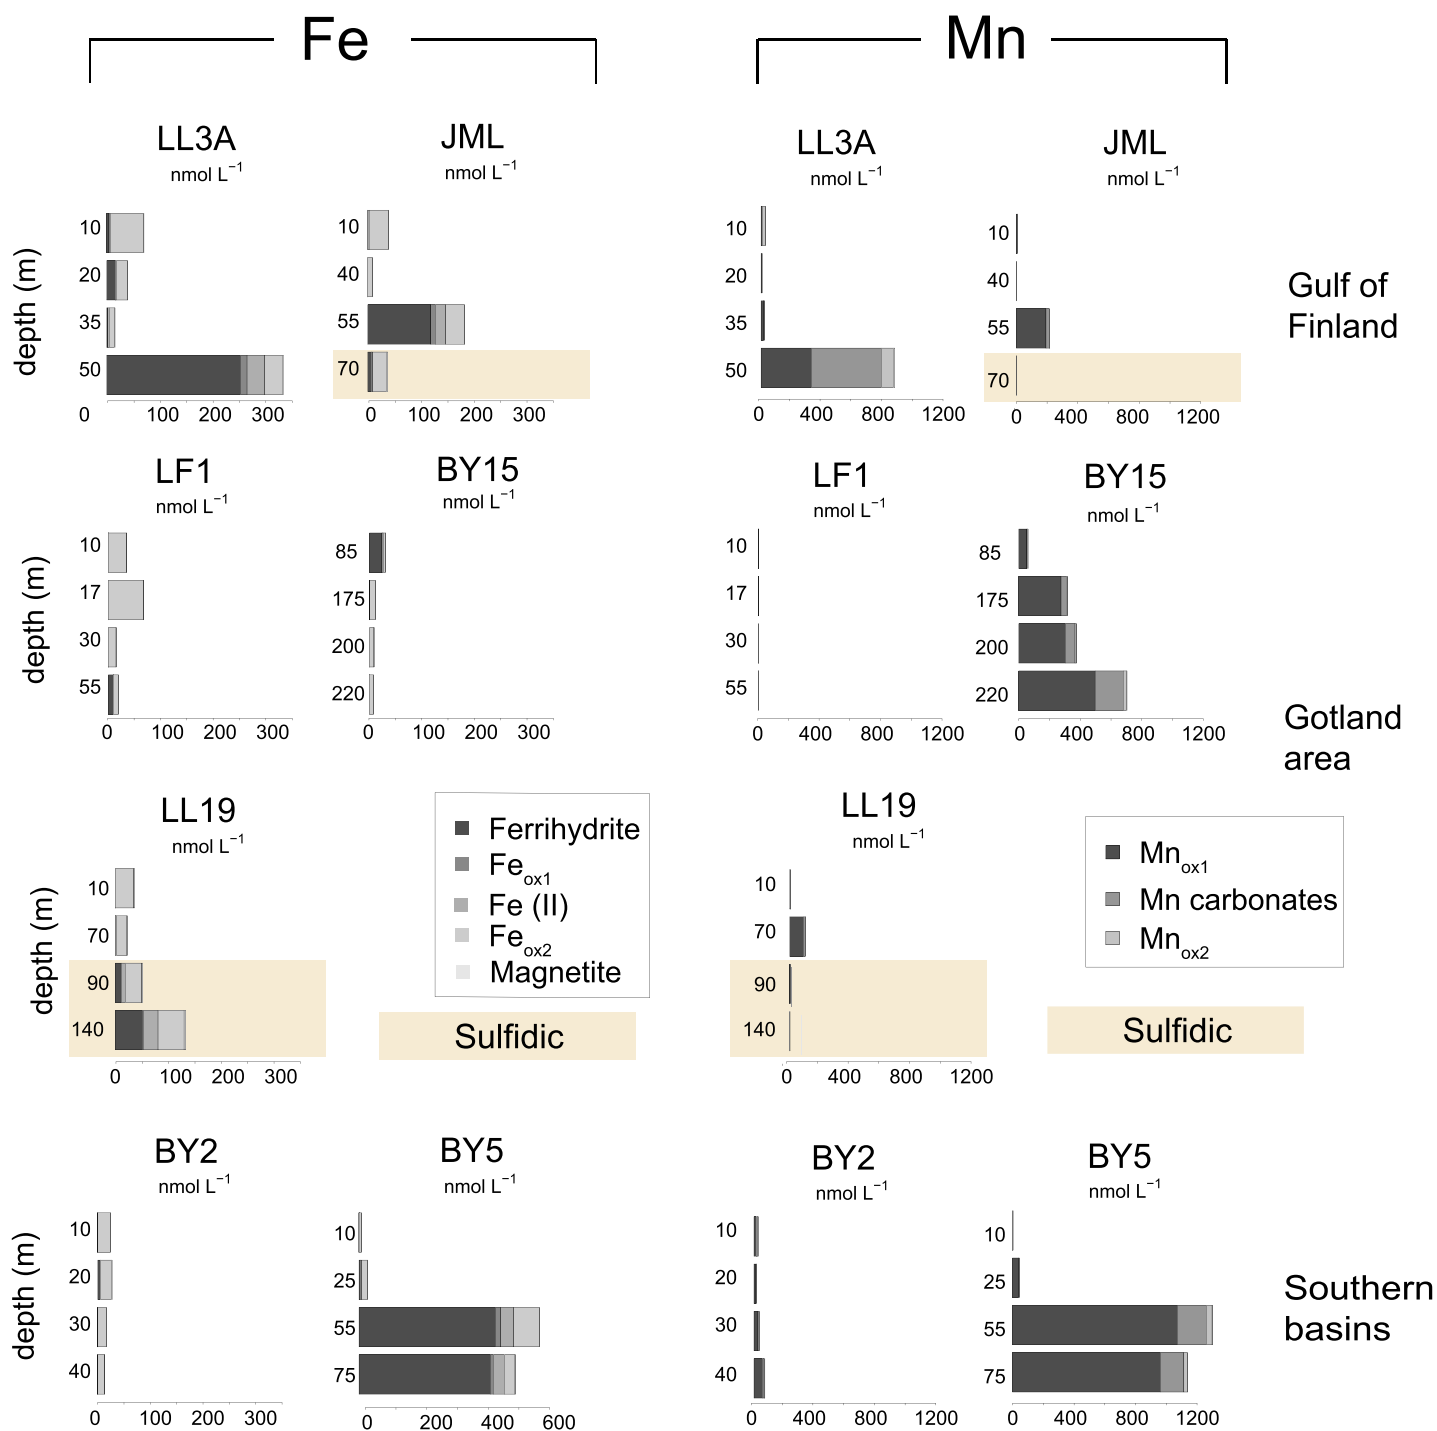 Fe
Mn
LL3A
nmol L⁻¹
JML
nmol L⁻¹
LL3A
nmol L⁻¹
JML
nmol L⁻¹
depth (m)
10
20
35
50
0 100 200 300
10
40
55
70
0 100 200 300
10
20
35
50
0 400 800 1200
10
40
55
70
0 400 800 1200
Gulf of
Finland
LF1
nmol L⁻¹
BY15
nmol L⁻¹
LF1
nmol L⁻¹
BY15
nmol L⁻¹
depth (m)
10
17
30
55
0 100 200 300
85
175
200
220
0 100 200 300
10
17
30
55
0 400 800 1200
85
175
200
220
0 400 800 1200
Gotland
area
LL19
nmol L⁻¹
depth (m)
10
70
90
140
0 100 200 300
Ferrihydrite
Feox1
Fe (II)
Feox2
Magnetite
Sulfidic
LL19
nmol L⁻¹
10
70
90
140
0 400 800 1200
Mnox1
Mn carbonates
Mnox2
Sulfidic
BY2
nmol L⁻¹
BY5
nmol L⁻¹
BY2
nmol L⁻¹
BY5
nmol L⁻¹
depth (m)
10
20
30
40
0 100 200 300
10
25
55
75
0 200 400 600
10
20
30
40
0 400 800 1200
10
25
55
75
0 400 800 1200
Southern
basins